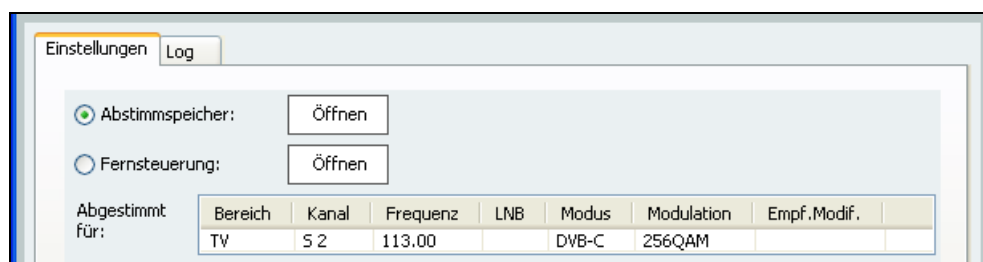 Einstellungen Log
Abstimmspeicher: Öffnen
Fernsteuerung: Öffnen
Abgestimmt für:
Bereich Kanal Frequenz LNB Modus Modulation Empf.Modif.
TV S 2 113.00 DVB-C 256QAM